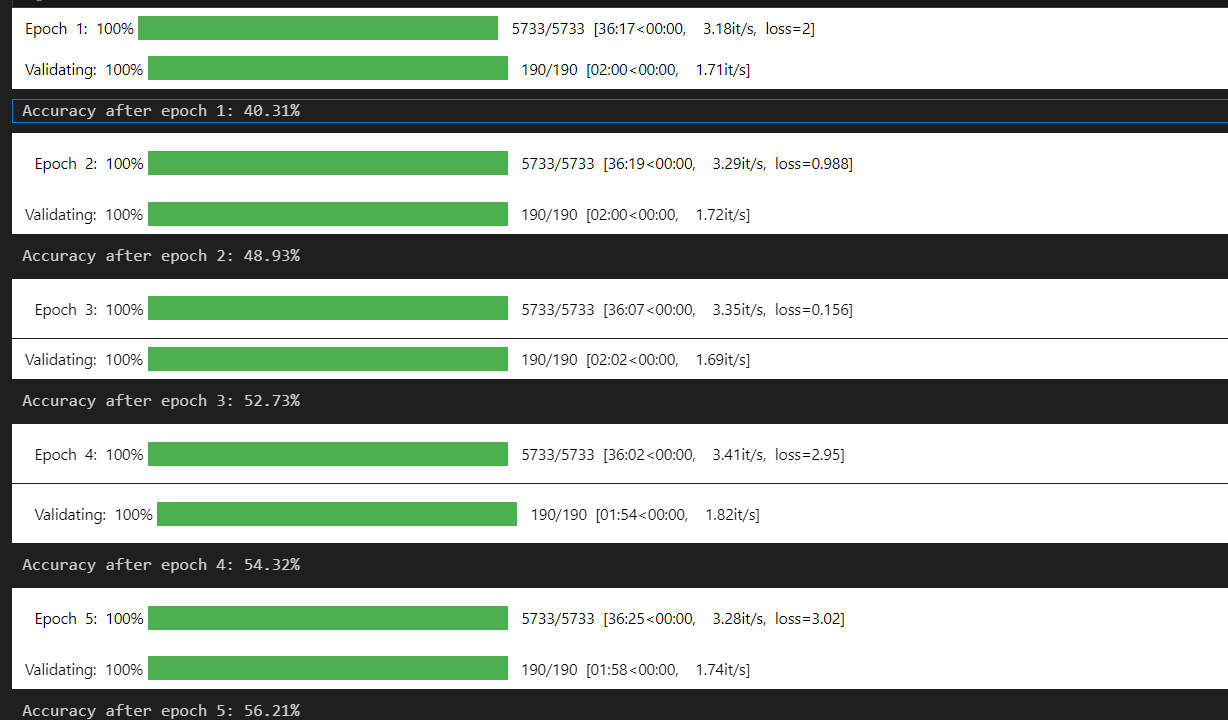 Epoch 1: 100% 5733/5733 [36:17<00:00, 3.18it/s, loss=2]
Validating: 100% 190/190 [02:00<00:00, 1.71it/s]
Accuracy after epoch 1: 40.31%
Epoch 2: 100% 5733/5733 [36:19<00:00, 3.29it/s, loss=0.988]
Validating: 100% 190/190 [02:00<00:00, 1.72it/s]
Accuracy after epoch 2: 48.93%
Epoch 3: 100% 5733/5733 [36:07<00:00, 3.35it/s, loss=0.156]
Validating: 100% 190/190 [02:02<00:00, 1.69it/s]
Accuracy after epoch 3: 52.73%
Epoch 4: 100% 5733/5733 [36:02<00:00, 3.41it/s, loss=2.95]
Validating: 100% 190/190 [01:54<00:00, 1.82it/s]
Accuracy after epoch 4: 54.32%
Epoch 5: 100% 5733/5733 [36:25<00:00, 3.28it/s, loss=3.02]
Validating: 100% 190/190 [01:58<00:00, 1.74it/s]
Accuracy after epoch 5: 56.21%